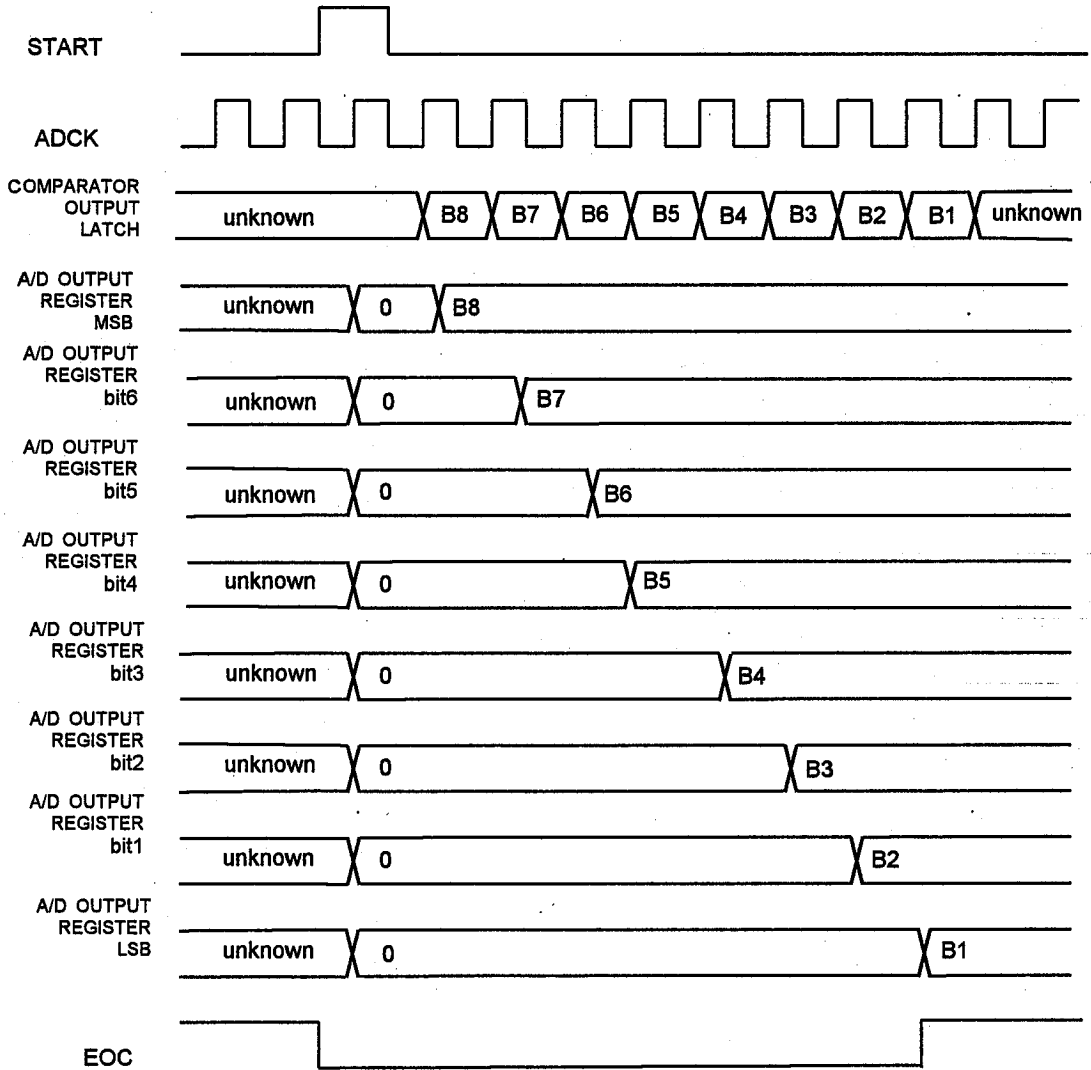 START
ADCK
COMPARATOR
OUTPUT
LATCH
unknown B8 B7 B6 B5 B4 B3 B2 B1 unknown
A/D OUTPUT
REGISTER
MSB
unknown 0 B8
A/D OUTPUT
REGISTER
bit6
unknown 0 B7
A/D OUTPUT
REGISTER
bit5
unknown 0 B6
A/D OUTPUT
REGISTER
bit4
unknown 0 B5
A/D OUTPUT
REGISTER
bit3
unknown 0 B4
A/D OUTPUT
REGISTER
bit2
unknown 0 B3
A/D OUTPUT
REGISTER
bit1
unknown 0 B2
A/D OUTPUT
REGISTER
LSB
unknown 0 B1
EOC